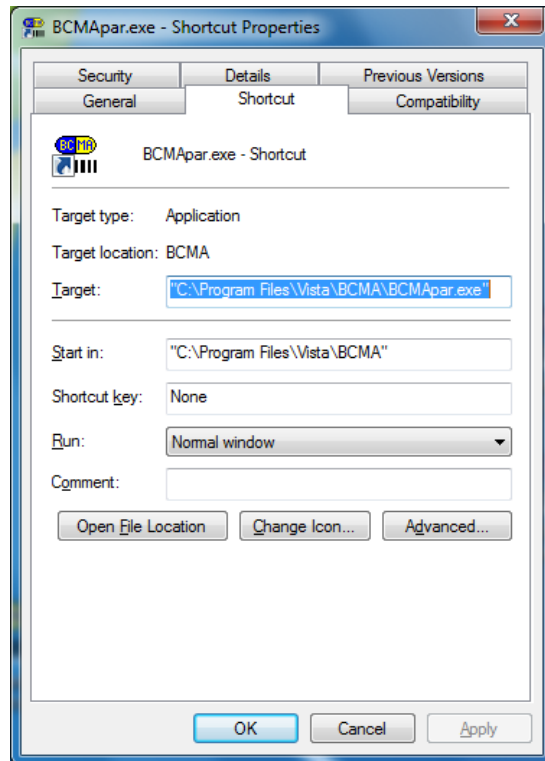 BCMApar.exe - Shortcut Properties
x
Security Details Previous Versions
General Shortcut Compatibility
BCMA
BCMApar.exe - Shortcut
Target type: Application
Target location: BCMA
Target: "C:\Program Files\Vista\BCMA\BCMApar.exe"
Start in: "C:\Program Files\Vista\BCMA"
Shortcut key: None
Run: Normal window
Comment:
Open File Location Change Icon... Advanced...
OK Cancel Apply